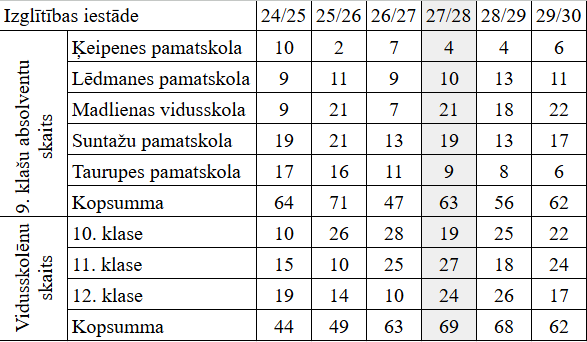 Izglītības iestāde 24/25 25/26 26/27 27/28 28/29 29/30
9. klašu absolventu skaits
Ķeipenes pamatskola 10 2 7 4 4 6
Lēdmanes pamatskola 9 11 9 10 13 11
Madlienas vidusskola 9 21 7 21 18 22
Suntažu pamatskola 19 21 13 19 13 17
Taurupes pamatskola 17 16 11 9 8 6
Kopsumma 64 71 47 63 56 62
Vidusskolēnu skaits
10. klase 10 26 28 19 25 22
11. klase 15 10 25 27 18 24
12. klase 19 14 10 24 26 17
Kopsumma 44 49 63 69 68 62